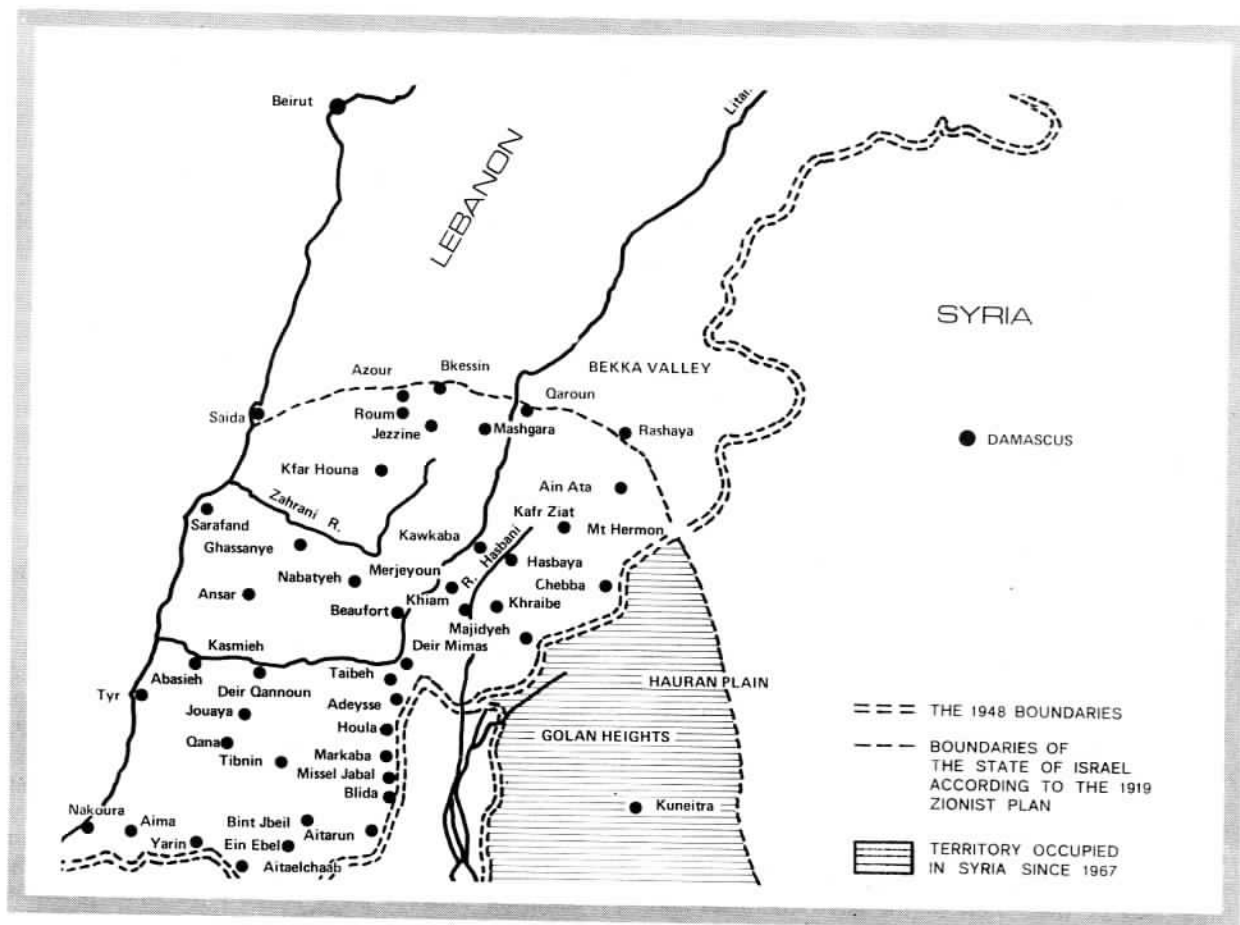 Beirut
LEBANON
SYRIA
BEKKA VALLEY
Azour
Bkessin
Qaroun
Saida
Roum
Jezzine
Mashgara
Rashaya
DAMASCUS
Kfar Houna
Zahrani R.
Ain Ata
Kafr Ziat
Mt Hermon
Sarafand
Ghassanye
Kawkaba
R. Hasbani
Hasbaya
Nabatyeh
Merjeyoun
Chebba
Ansar
Beaufort
Khiam
Khraibe
Majidyeh
Kasmieh
Deir Mimas
Abasieh
Deir Qannoun
Taibeh
Tyr
Jouaya
Adeysse
HAURAN PLAIN
Houla
GOLAN HEIGHTS
Qana
Tibnin
Markaba
Missel Jabal
Blida
Kuneitra
Nakoura
Aima
Yarin
Bint Jbeil
Aitarun
Ein Ebel
Aitaelchaab
THE 1948 BOUNDARIES
BOUNDARIES OF
THE STATE OF ISRAEL
ACCORDING TO THE 1919
ZIONIST PLAN
TERRITORY OCCUPIED
IN SYRIA SINCE 1967